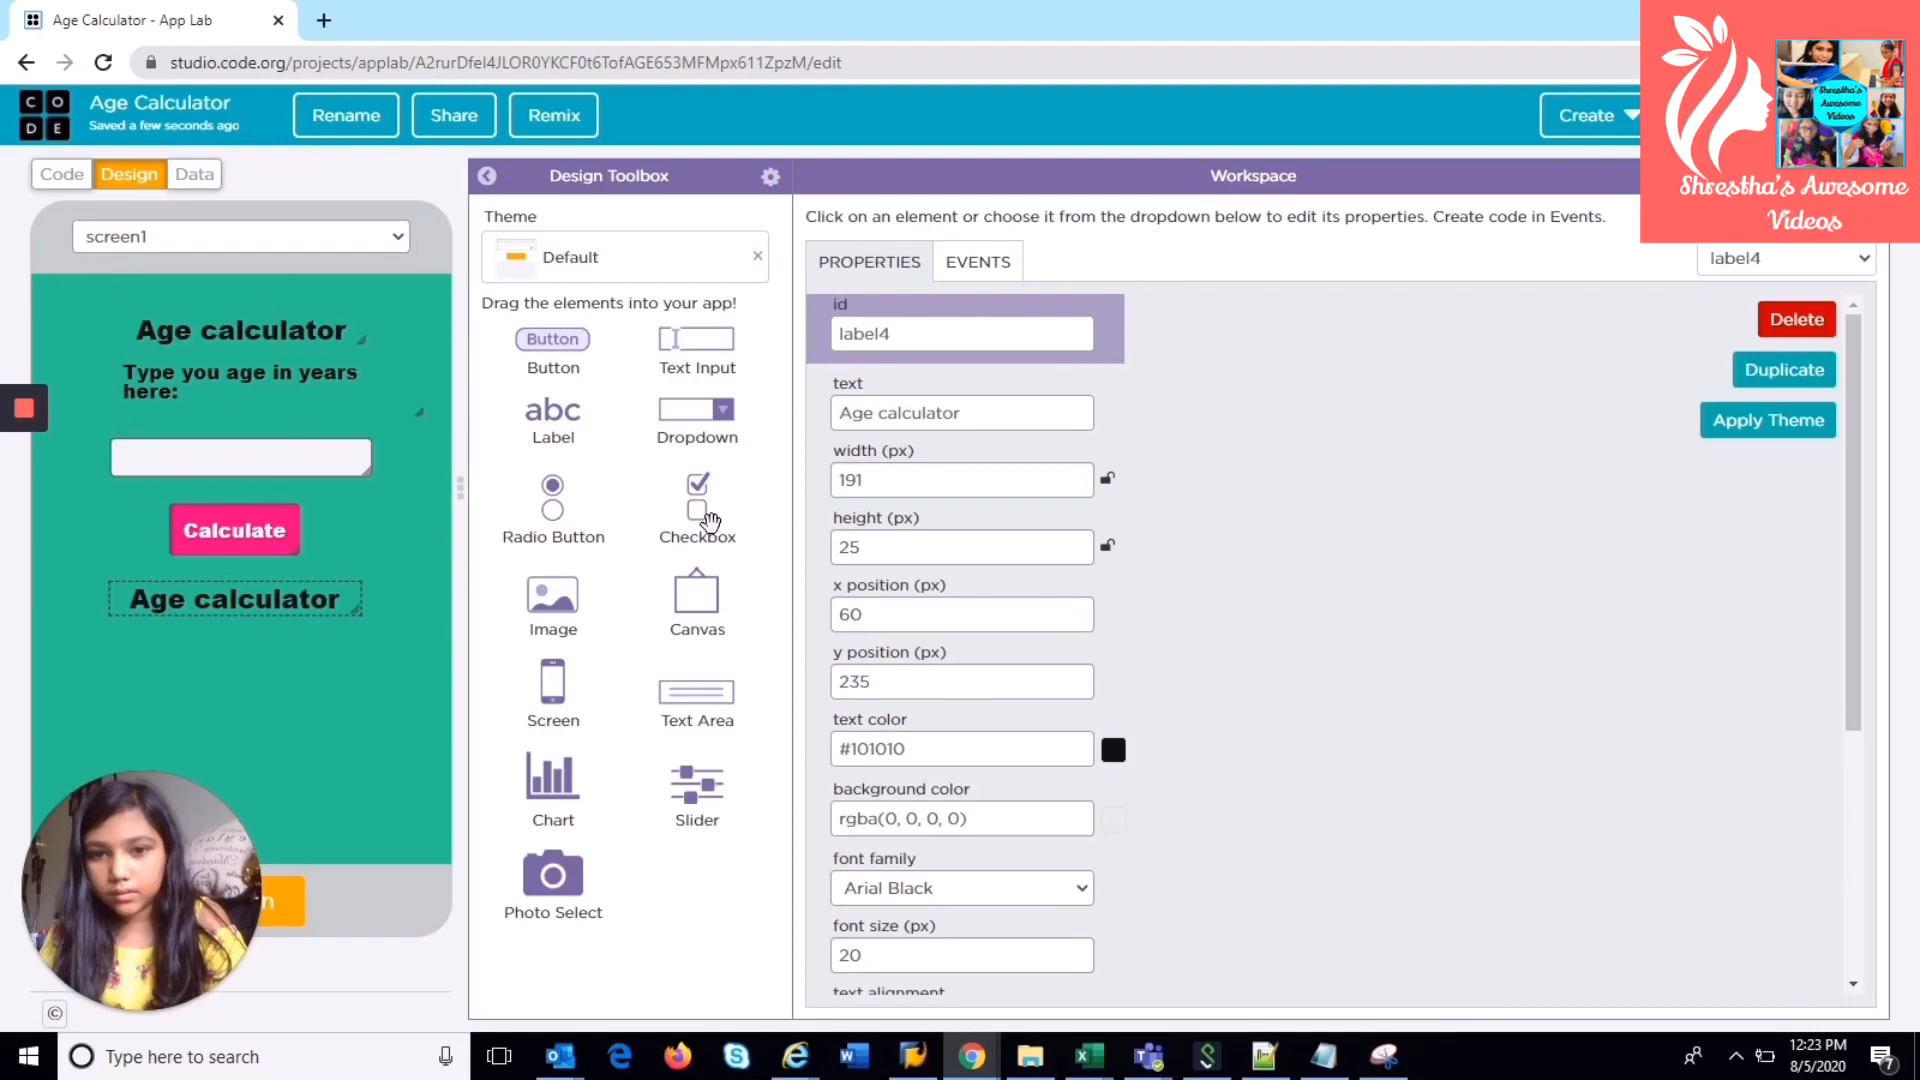 Age Calculator - App Lab
studio.code.org/projects/applab/A2rurDfeI4JLOR0YKCF0t6TofAGE653MFMpx611ZpzM/edit
C O
D E
Age Calculator
Saved a few seconds ago
Rename
Share
Remix
Create
Shrestha's
Awesome
Videos
Shrestha's Awesome
Videos
Code
Design
Data
Design Toolbox
Workspace
screen1
Theme
Default
Drag the elements into your app!
Button
Button
Text Input
abc
Label
Dropdown
Radio Button
Checkbox
Image
Canvas
Screen
Text Area
Chart
Slider
Photo Select
Age calculator
Type you age in years
here:
Calculate
Age calculator
n
Click on an element or choose it from the dropdown below to edit its properties. Create code in Events.
PROPERTIES
EVENTS
label4
id
label4
Delete
Duplicate
Apply Theme
text
Age calculator
width (px)
191
height (px)
25
x position (px)
60
y position (px)
235
text color
#101010
background color
rgba(0, 0, 0, 0)
font family
Arial Black
font size (px)
20
text alignment
©
Type here to search
12:23 PM
8/5/2020
7